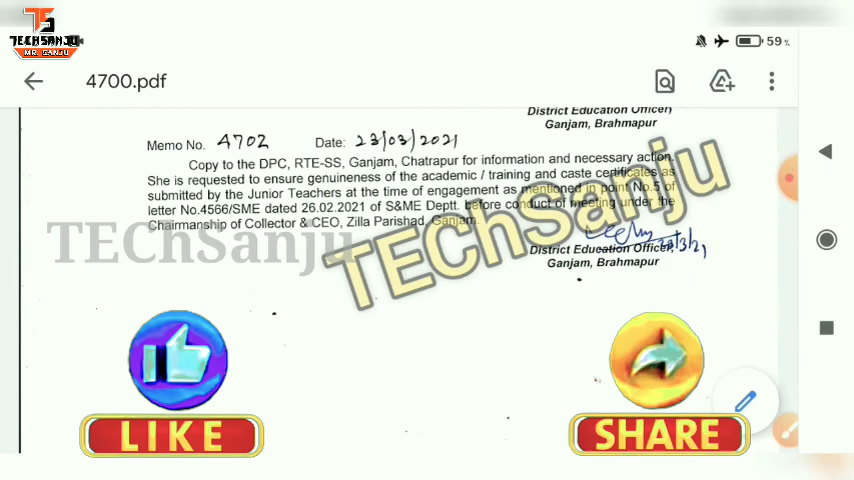 TS
TECHSANJU
MR. GANJU
59%
4700.pdf
District Education Officer,
Ganjam, Brahmapur
Memo No. 4702 Date: 23/03/2021
Copy to the DPC, RTE-SS, Ganjam, Chatrapur for information and necessary action.
She is requested to ensure genuineness of the academic / training and caste certificates as
submitted by the Junior Teachers at the time of engagement as mentioned in point No.5 of
letter No.4566/SME dated 26.02.2021 of S&ME Deptt. before conduct of meeting under the
Chairmanship of Collector & CEO, Zilla Parishad, Ganjam.
TEChSanju
TEChSanju
District Education Officer,
Ganjam, Brahmapur
LIKE
SHARE